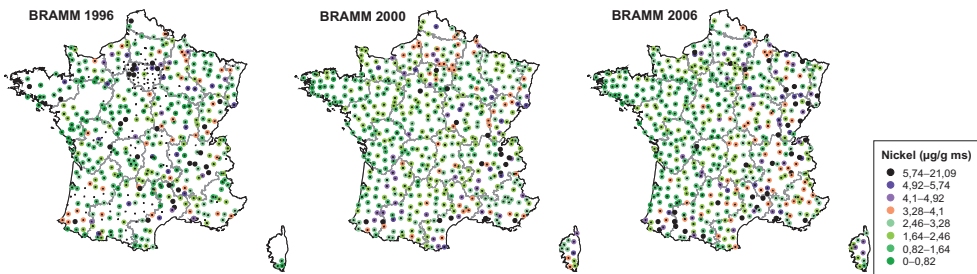 BRAMM 1996
BRAMM 2000
BRAMM 2006
Nickel (µg/g ms)
5,74–21,09
4,92–5,74
4,1–4,92
3,28–4,1
2,46–3,28
1,64–2,46
0,82–1,64
0–0,82